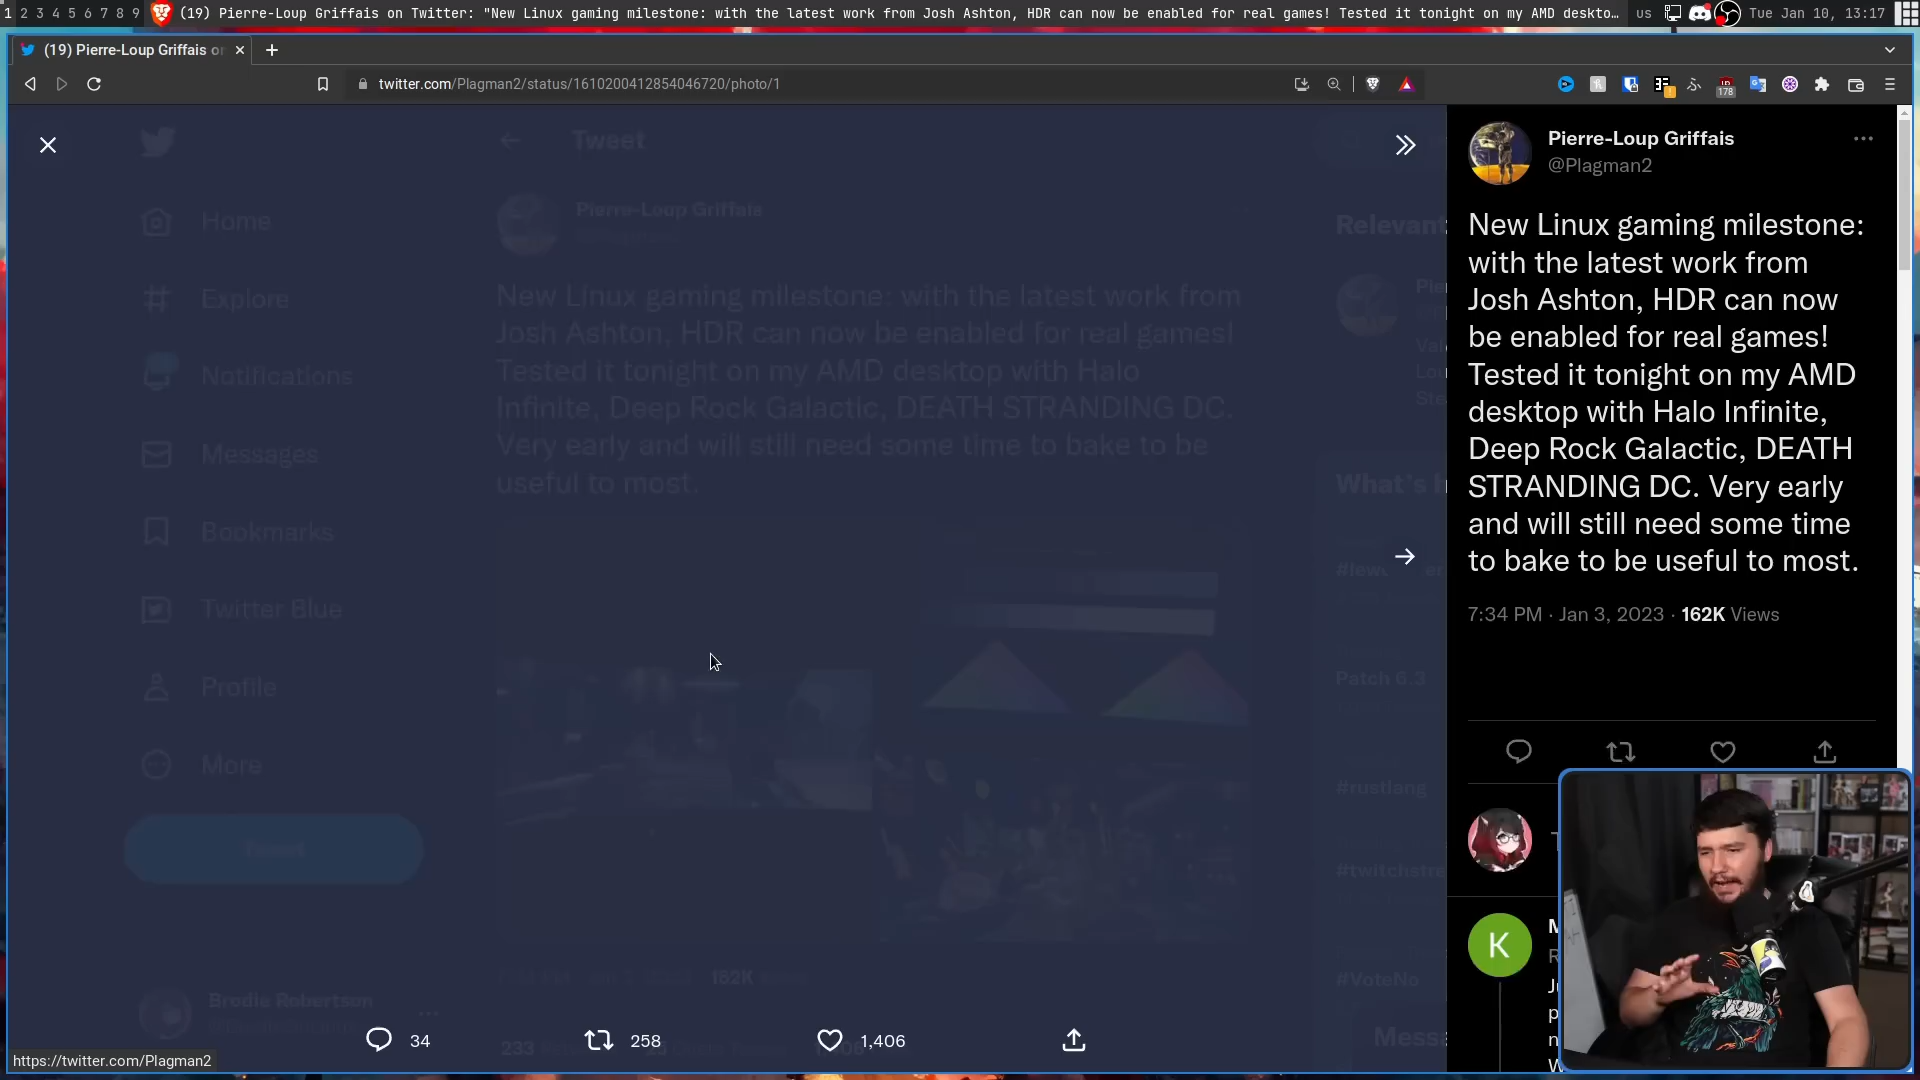 1 2 3 4 5 6 7 8 9 (19) Pierre-Loup Griffais on Twitter: "New Linux gaming milestone: with the latest work from Josh Ashton, HDR can now be enabled for real games! Tested it tonight on my AMD deskto… us Tue Jan 10, 13:17
(19) Pierre-Loup Griffais on
twitter.com/Plagman2/status/1610200412854046720/photo/1
178
Tweet
Home
Explore
Notifications
Messages
Bookmarks
Twitter Blue
Profile
More
Tweet
Brodie Robertson
Pierre-Loup Griffais
New Linux gaming milestone: with the latest work from
Josh Ashton, HDR can now be enabled for real games!
Tested it tonight on my AMD desktop with Halo
Infinite, Deep Rock Galactic, DEATH STRANDING DC.
Very early and will still need some time to bake to be
useful to most.
162K
233
34
258
1,406
Relevant
Pie
Val
Lou
Ste
What's h
Patch 6.3
#rustlang
#twitchstre
#VoteNo
Mess
Pierre-Loup Griffais
@Plagman2
New Linux gaming milestone:
with the latest work from
Josh Ashton, HDR can now
be enabled for real games!
Tested it tonight on my AMD
desktop with Halo Infinite,
Deep Rock Galactic, DEATH
STRANDING DC. Very early
and will still need some time
to bake to be useful to most.
7:34 PM · Jan 3, 2023 · 162K Views
K
https://twitter.com/Plagman2